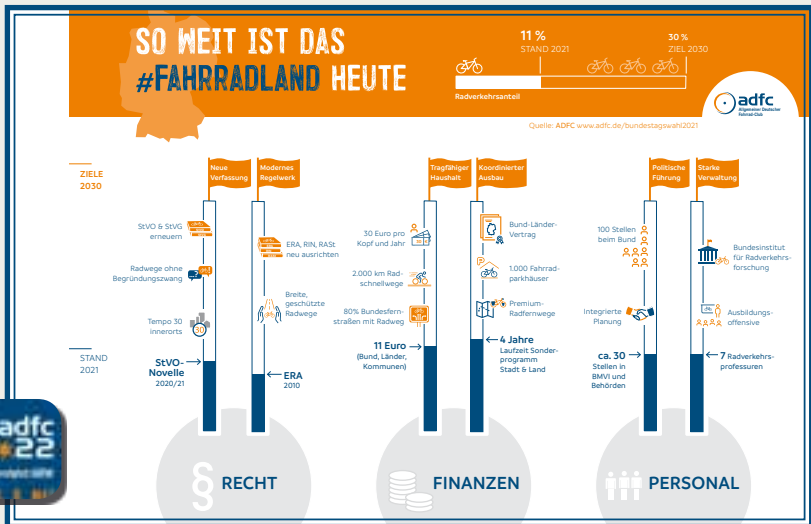 SO WEIT IST DAS
#FAHRRADLAND HEUTE
11 %
STAND 2021
30 %
ZIEL 2030
Radverkehrsanteil
adfc
Allgemeiner Deutscher
Fahrrad-Club
Quelle: ADFC www.adfc.de/bundestagswahl2021
ZIELE
2030
Neue
Verfassung
Modernes
Regelwerk
StVO & StVG
erneuern
Radwege ohne
Begründungszwang
Tempo 30
innerorts
30
ERA, RIN, RASt
neu ausrichten
Breite,
geschützte
Radwege
STAND
2021
StVO-
Novelle
2020/21
ERA
2010
§ RECHT
Tragfähiger
Haushalt
Koordinierter
Ausbau
30 Euro pro
Kopf und Jahr
2.000 km Rad-
schnellwege
80% Bundesfern-
straßen mit Radweg
Bund-Länder-
Vertrag
P
1.000 Fahrrad-
parkhäuser
Premium-
Radfernwege
11 Euro
(Bund, Länder,
Kommunen)
4 Jahre
Laufzeit Sonder-
programm
Stadt & Land
FINANZEN
Politische
Führung
Starke
Verwaltung
100 Stellen
beim Bund
Integrierte
Planung
Bundesinstitut
für Radverkehrs-
forschung
Ausbildungs-
offensive
ca. 30
Stellen in
BMVI und
Behörden
7 Radverkehrs-
professuren
PERSONAL
adfc
22